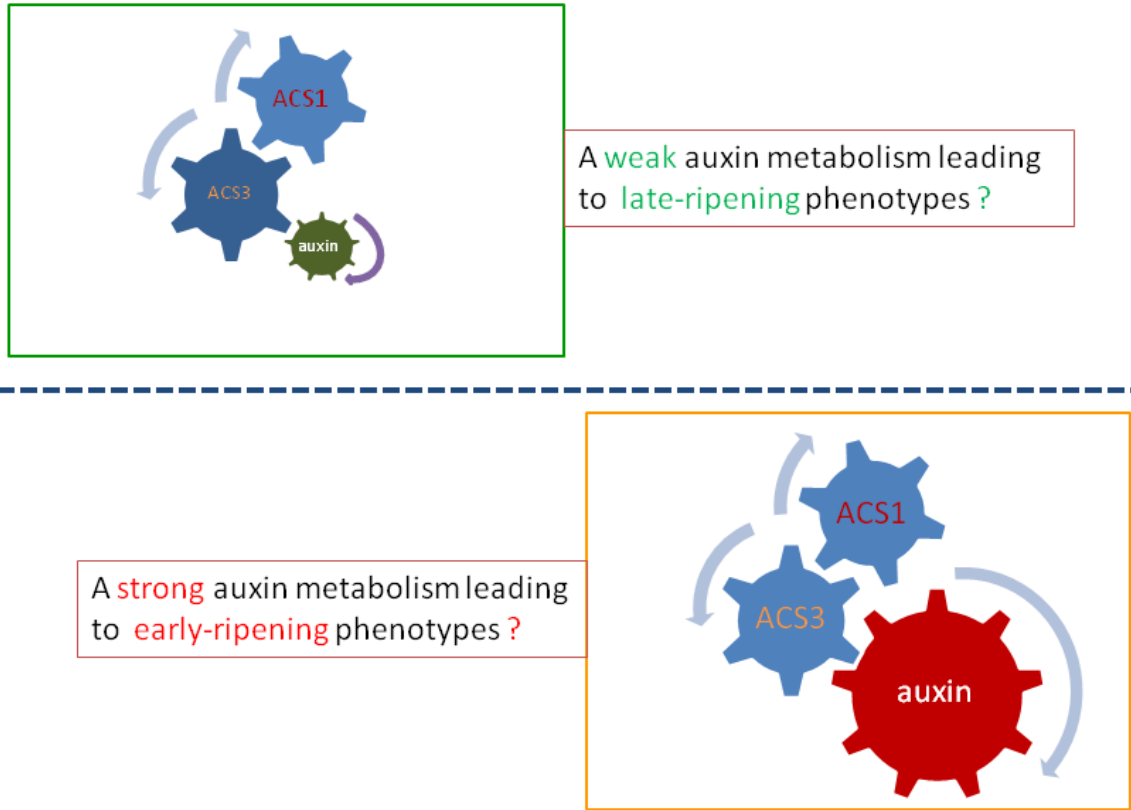 ACS1
ACS3
auxin
A weak auxin metabolism leading
to late-ripening phenotypes ?
A strong auxin metabolism leading
to early-ripening phenotypes ?
ACS1
ACS3
auxin